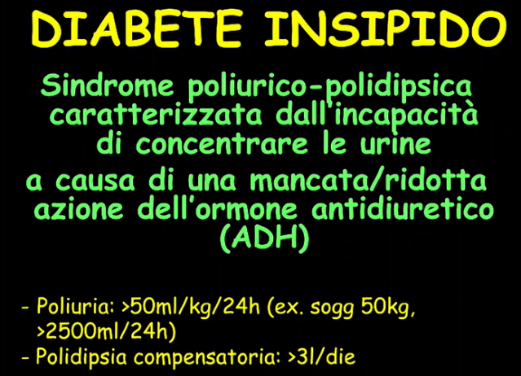 DIABETE INSIPIDO
Sindrome poliurico-polidipsica
caratterizzata dall'incapacità
di concentrare le urine
a causa di una mancata/ridotta
azione dell'ormone antidiuretico
(ADH)
- Poliuria: >50ml/kg/24h (ex. sogg 50kg,
>2500ml/24h)
- Polidipsia compensatoria: >3l/die